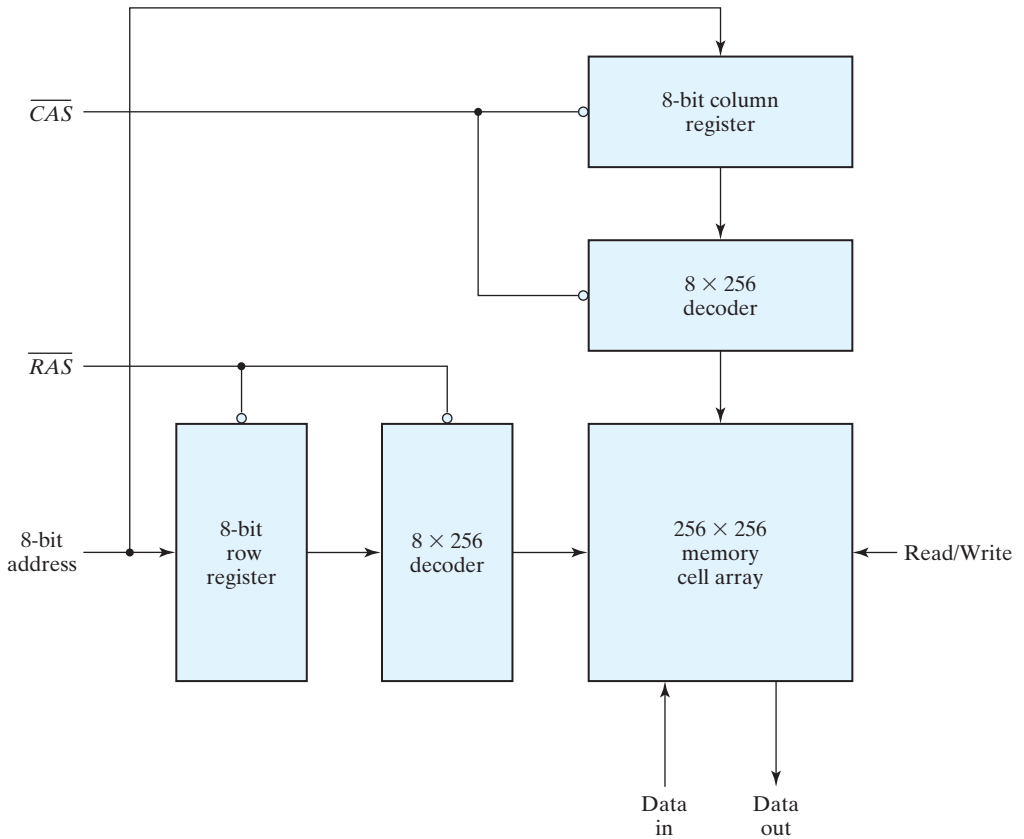 8-bit column
register
CAS
8 × 256
decoder
RAS
8-bit
address
8-bit
row
register
8 × 256
decoder
256 × 256
memory
cell array
Read/Write
Data
in
Data
out